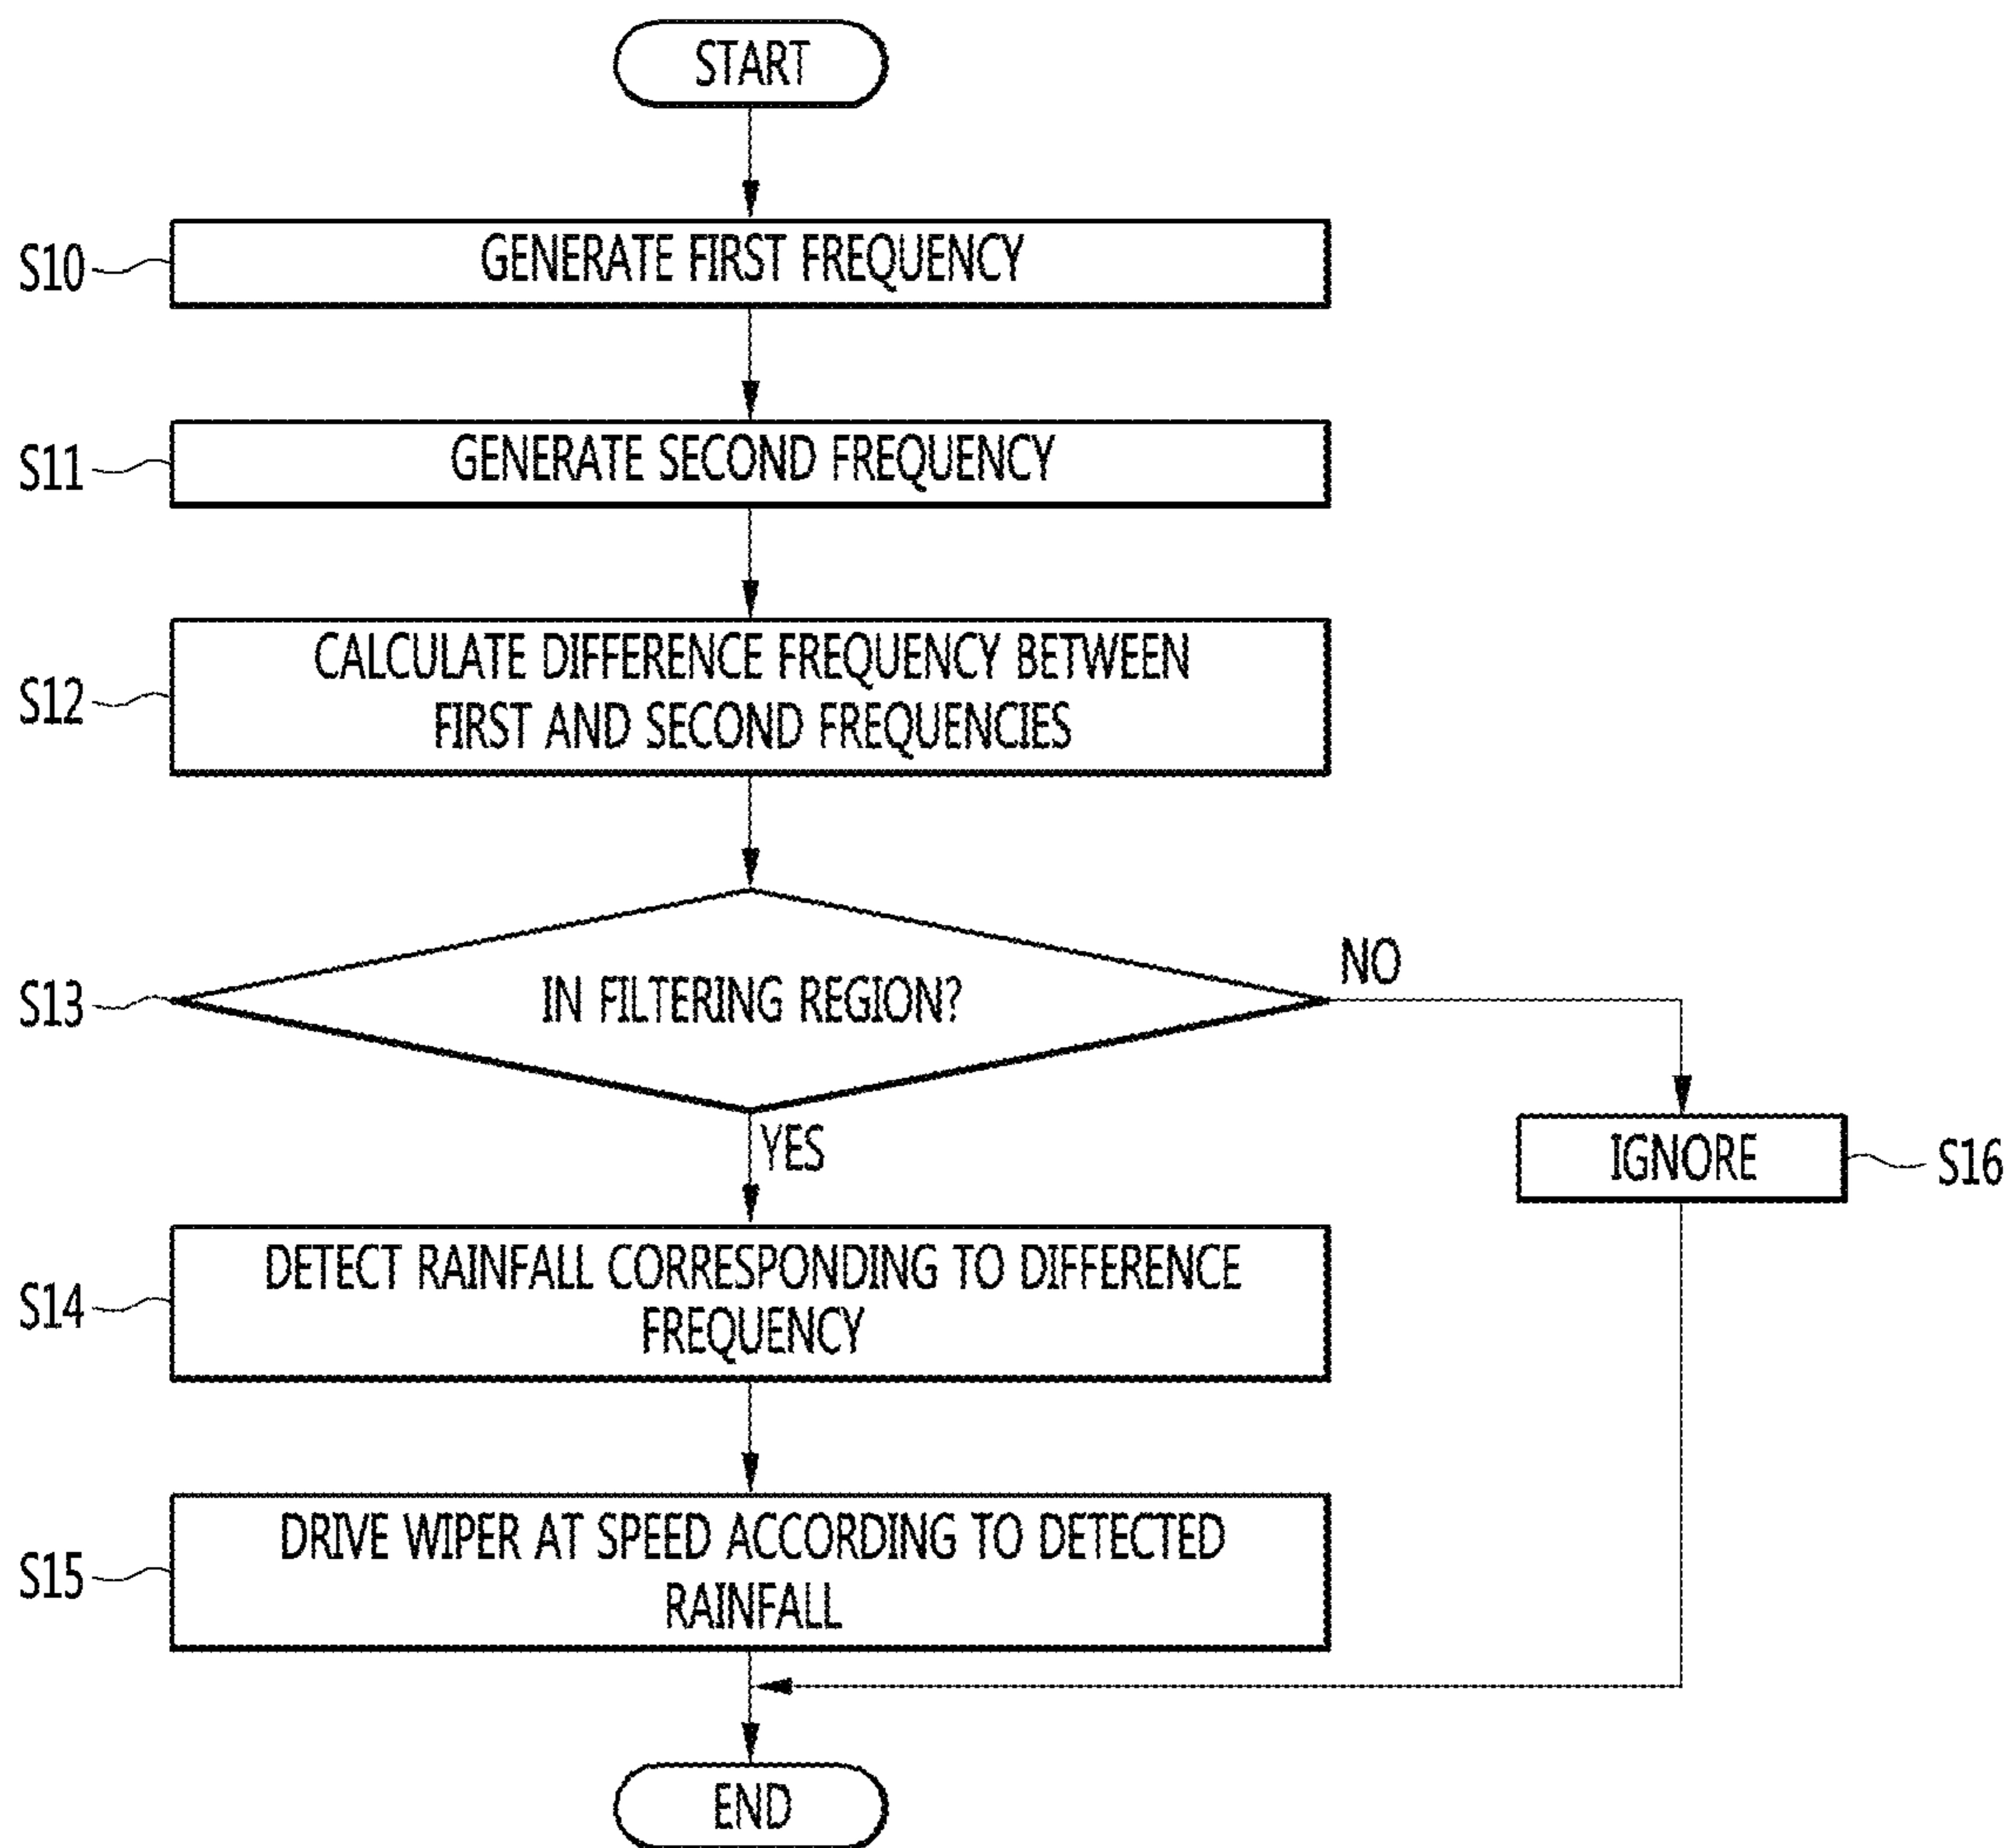 START
S10
GENERATE FIRST FREQUENCY
S11
GENERATE SECOND FREQUENCY
S12
CALCULATE DIFFERENCE FREQUENCY BETWEEN
FIRST AND SECOND FREQUENCIES
S13
IN FILTERING REGION?
NO
YES
IGNORE
S16
S14
DETECT RAINFALL CORRESPONDING TO DIFFERENCE
FREQUENCY
S15
DRIVE WIPER AT SPEED ACCORDING TO DETECTED
RAINFALL
END